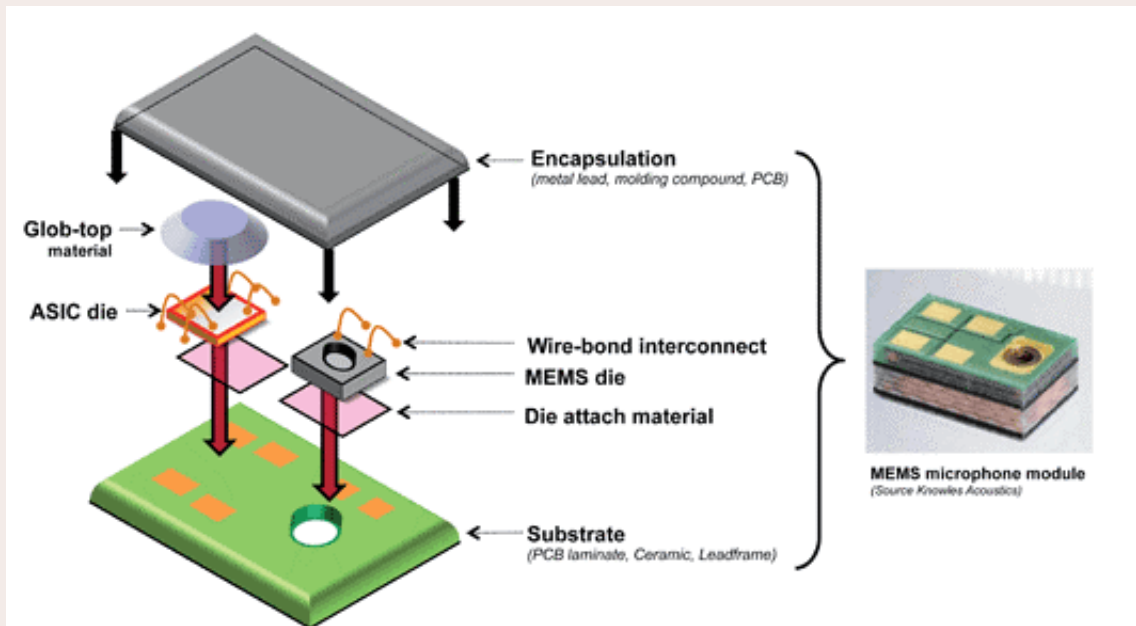 Encapsulation
(metal lead, molding compound, PCB)
Glob-top
material
ASIC die
Wire-bond interconnect
MEMS die
Die attach material
Substrate
(PCB laminate, Ceramic, Leadframe)
MEMS microphone module
(Source Knowles Acoustics)